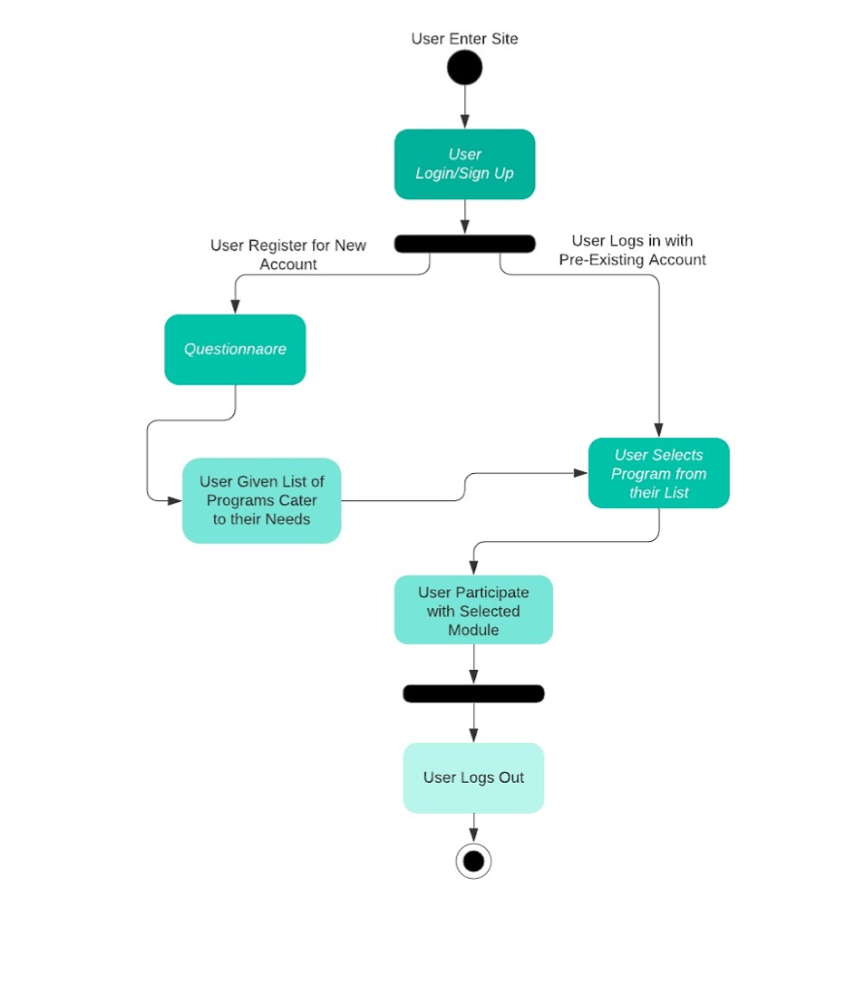 User Enter Site
User
Login/Sign Up
User Register for New
Account
User Logs in with
Pre-Existing Account
Questionnaore
User Selects
Program from
their List
User Given List of
Programs Cater
to their Needs
User Participate
with Selected
Module
User Logs Out